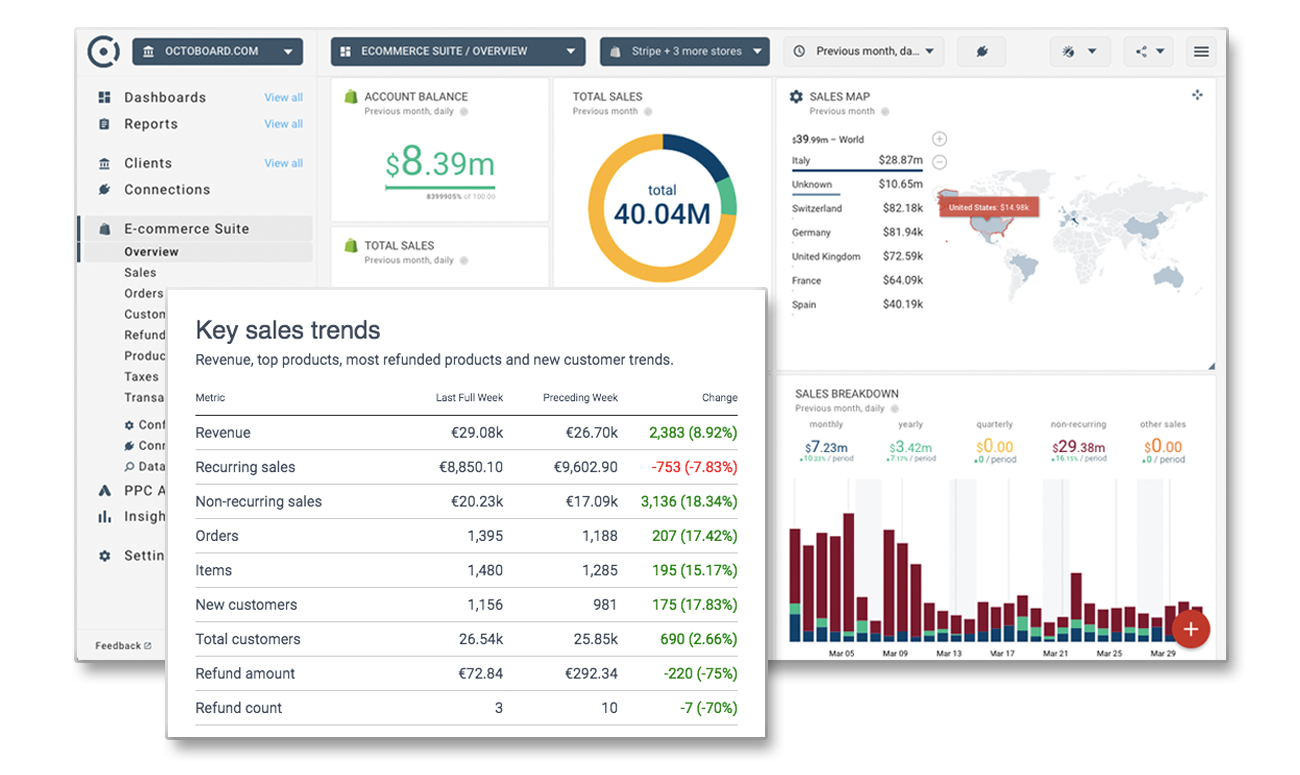 OCTOBOARD.COM
ECOMMERCE SUITE / OVERVIEW
Stripe + 3 more stores
Previous month, da...
Dashboards View all
Reports View all
Clients View all
Connections
E-commerce Suite
Overview
Sales
Orders
Custom
Refund
Produc
Taxes
Transa
Conf
Conn
Data
PPC A
Insigh
Settin
Feedback
ACCOUNT BALANCE
Previous month, daily
$8.39m
8399905% of 100.00
TOTAL SALES
Previous month, daily
TOTAL SALES
Previous month
total
40.04M
SALES MAP
Previous month
$39.99m – World
Italy $28.87m
Unknown $10.65m
Switzerland $82.18k
Germany $81.94k
United Kingdom $72.59k
France $64.09k
Spain $40.19k
United States: $14.98k
SALES BREAKDOWN
Previous month, daily
monthly yearly quarterly non-recurring other sales
$7.23m $3.42m $0.00 $29.38m $0.00
10.33% / period 7.17% / period 0 / period 16.15% / period 0 / period
Mar 05 Mar 09 Mar 13 Mar 17 Mar 21 Mar 25 Mar 29
Key sales trends
Revenue, top products, most refunded products and new customer trends.
Metric Last Full Week Preceding Week Change
Revenue €29.08k €26.70k 2,383 (8.92%)
Recurring sales €8,850.10 €9,602.90 -753 (-7.83%)
Non-recurring sales €20.23k €17.09k 3,136 (18.34%)
Orders 1,395 1,188 207 (17.42%)
Items 1,480 1,285 195 (15.17%)
New customers 1,156 981 175 (17.83%)
Total customers 26.54k 25.85k 690 (2.66%)
Refund amount €72.84 €292.34 -220 (-75%)
Refund count 3 10 -7 (-70%)